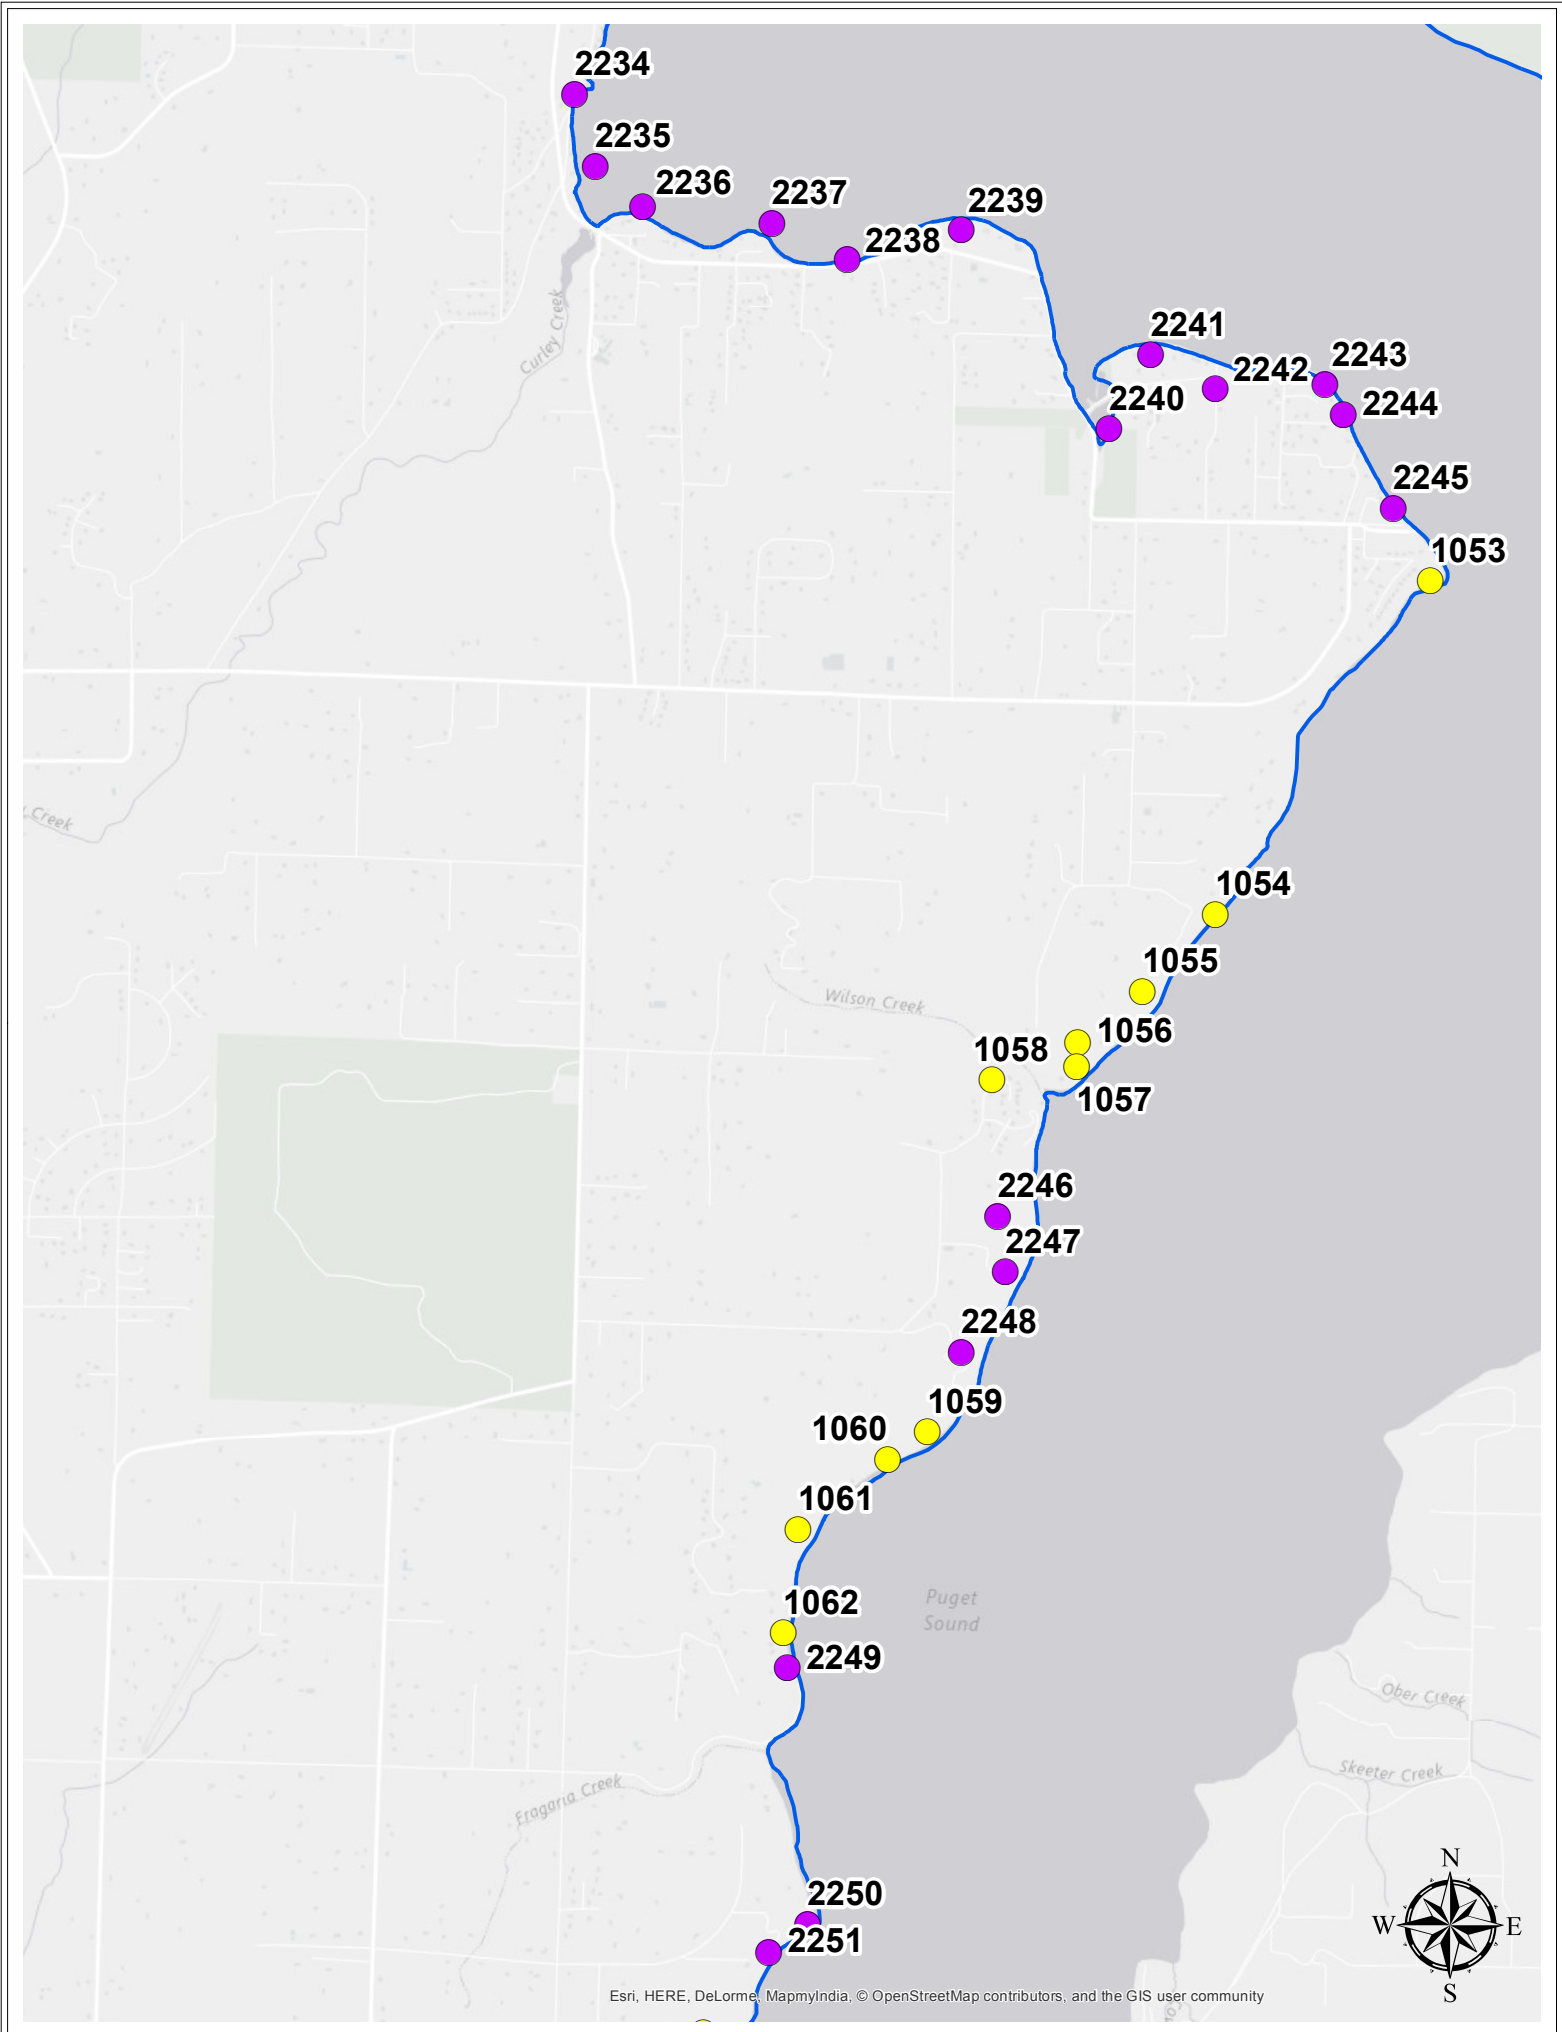 2234
2235
2236
2237
2239
2238
2241
2243
2242
2240
2244
Curley Creek
2245
1053
Creek
1054
1055
Wilson Creek
1056
1058
1057
2246
2247
2248
1059
1060
1061
Puget
Sound
1062
2249
Ober Creek
Skeeter Creek
Fragaria Creek
N
2250
W E
2251
S
Esri, HERE, DeLorme, MapmyIndia, © OpenStreetMap contributors, and the GIS user community